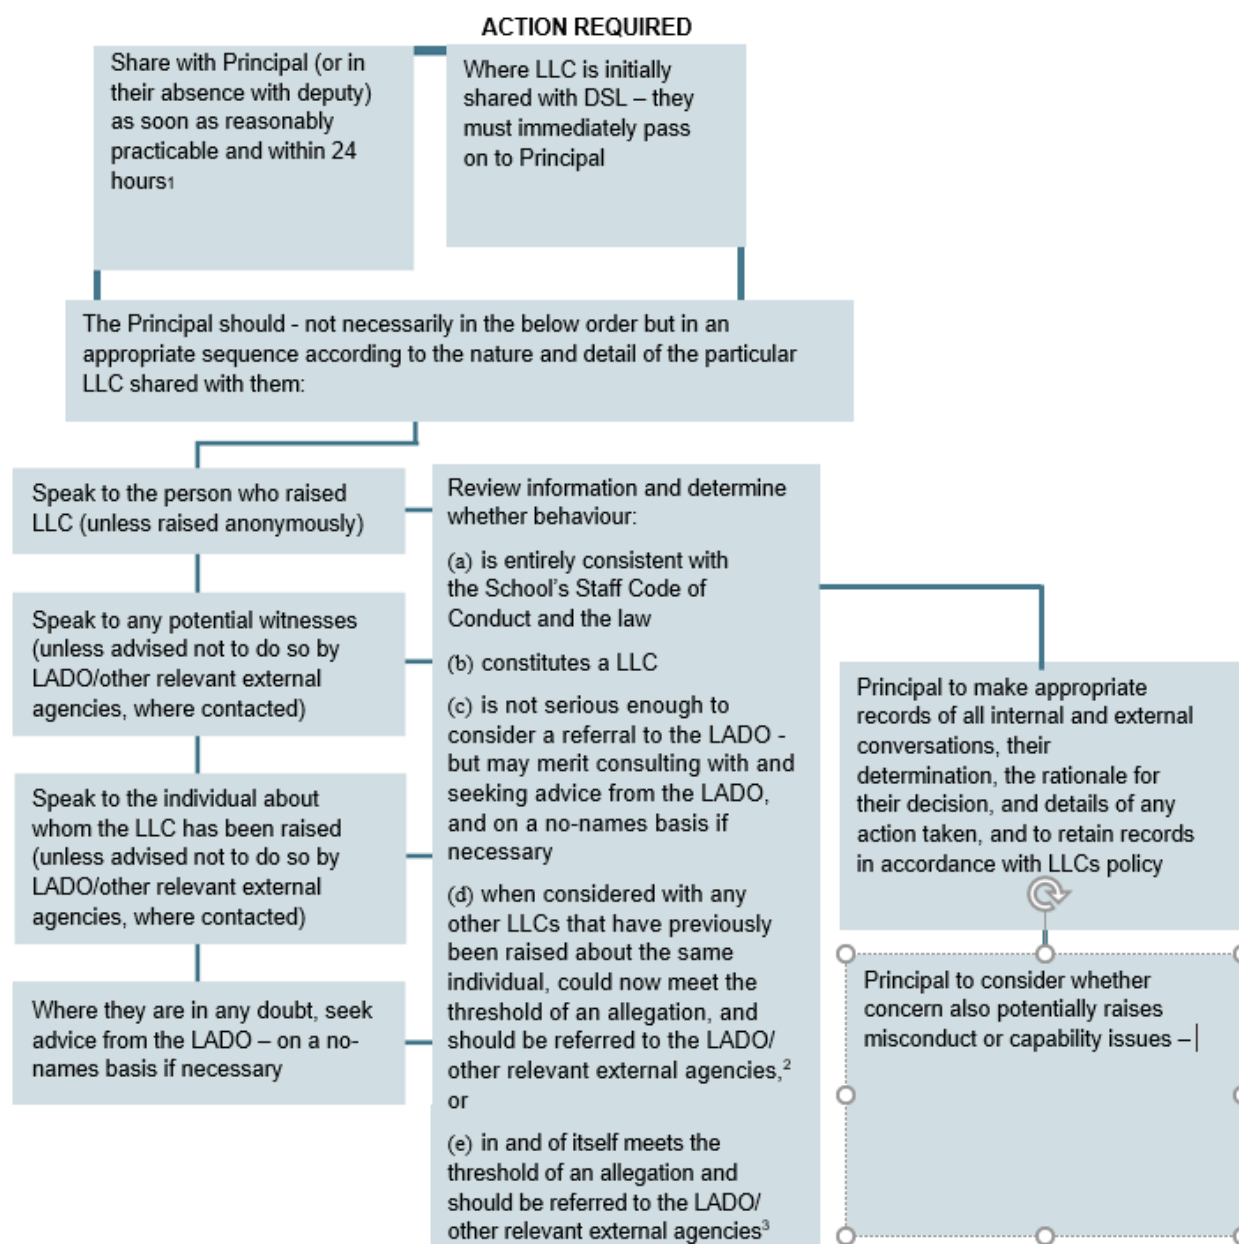 ACTION REQUIRED
Share with Principal (or in
their absence with deputy)
as soon as reasonably
practicable and within 24
hours1
Where LLC is initially
shared with DSL – they
must immediately pass
on to Principal
The Principal should - not necessarily in the below order but in an
appropriate sequence according to the nature and detail of the particular
LLC shared with them:
Speak to the person who raised
LLC (unless raised anonymously)
Speak to any potential witnesses
(unless advised not to do so by
LADO/other relevant external
agencies, where contacted)
Speak to the individual about
whom the LLC has been raised
(unless advised not to do so by
LADO/other relevant external
agencies, where contacted)
Where they are in any doubt, seek
advice from the LADO – on a no-
names basis if necessary
Review information and determine
whether behaviour:
(a) is entirely consistent with
the School’s Staff Code of
Conduct and the law
(b) constitutes a LLC
(c) is not serious enough to
consider a referral to the LADO -
but may merit consulting with and
seeking advice from the LADO,
and on a no-names basis if
necessary
(d) when considered with any
other LLCs that have previously
been raised about the same
individual, could now meet the
threshold of an allegation, and
should be referred to the LADO/
other relevant external agencies,²
or
(e) in and of itself meets the
threshold of an allegation and
should be referred to the LADO/
other relevant external agencies³
Principal to make appropriate
records of all internal and external
conversations, their
determination, the rationale for
their decision, and details of any
action taken, and to retain records
in accordance with LLCs policy
Principal to consider whether
concern also potentially raises
misconduct or capability issues –